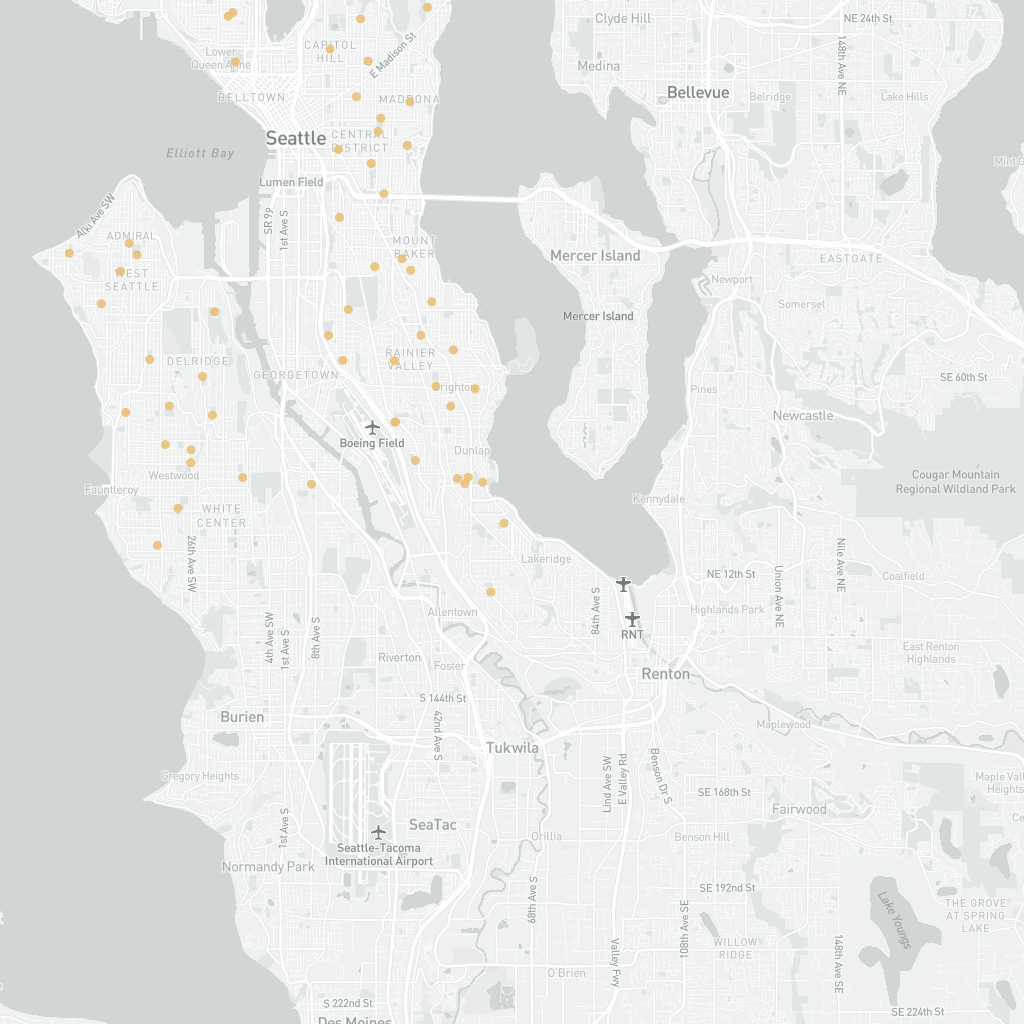 Clyde Hill
NE 24th St
CAPITOL
HILL
E Madison St
Lower
Queen Anne
148th Ave NE
Medina
BELLTOWN
MADRONA
Bellevue
Belridge
Lake Hills
Seattle
CENTRAL
DISTRICT
Elliott Bay
Lumen Field
Alki Ave SW
SR 99
1st Ave S
ADMIRAL
MOUNT
BAKER
Mercer Island
EASTGATE
WEST
SEATTLE
Newport
Somerset
Mercer Island
DELRIDGE
RAINIER
VALLEY
GEORGETOWN
SE 60th St
Brighton
Pines
Newcastle
Boeing Field
Dunlap
Westwood
Fauntleroy
Kennydale
Cougar Mountain
Regional Wildland Park
WHITE
CENTER
26th Ave SW
Lakeridge
Nile Ave NE
NE 12th St
Union Ave NE
Coalfield
84th Ave S
Allentown
Highlands Park
RNT
4th Ave SW
1st Ave S
8th Ave S
Riverton
Foster
East Renton
Highlands
Renton
S 144th St
42nd Ave S
Burien
Maplewood
Tukwila
Gregory Heights
Lind Ave SW
E Valley Rd
Benson Dr S
SE 168th St
Maple Val
Heights
Fairwood
1st Ave S
SeaTac
Orillia
Benson Hill
Seattle-Tacoma
International Airport
Normandy Park
68th Ave S
SE 192nd St
108th Ave SE
Lake Youngs
THE GROVE
AT SPRING
LAKE
WILLOW
RIDGE
148th Ave SE
Valley Fwy
O'Brien
S 222nd St
SE 224th St
Des Moines